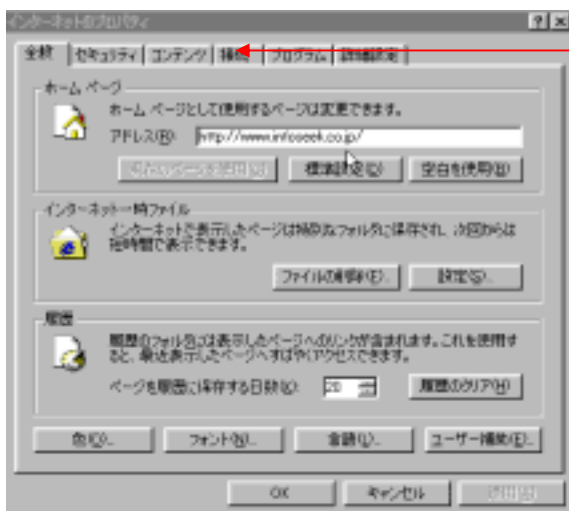 インターネットのプロパティ
全般 セキュリティ コンテンツ 接続 プログラム 詳細設定
ホーム ページ
ホーム ページとして使用するページは変更できます。
アドレス(R): http://www.infoseek.co.jp/
現在のページを使用(C) 標準設定(D) 空白を使用(B)
インターネット一時ファイル
インターネットで表示したページは特別なフォルダに保存され、次回からは
短時間で表示できます。
ファイルの削除(F)... 設定(S)...
履歴
履歴のフォルダには表示したページへのリンクが含まれます。これを使用す
ると、最近表示したページへすばやくアクセスできます。
ページを履歴に保存する日数(K): 20 履歴のクリア(H)
色(O)... フォント(N)... 言語(L)... ユーザー補助(E)...
OK キャンセル 適用(A)